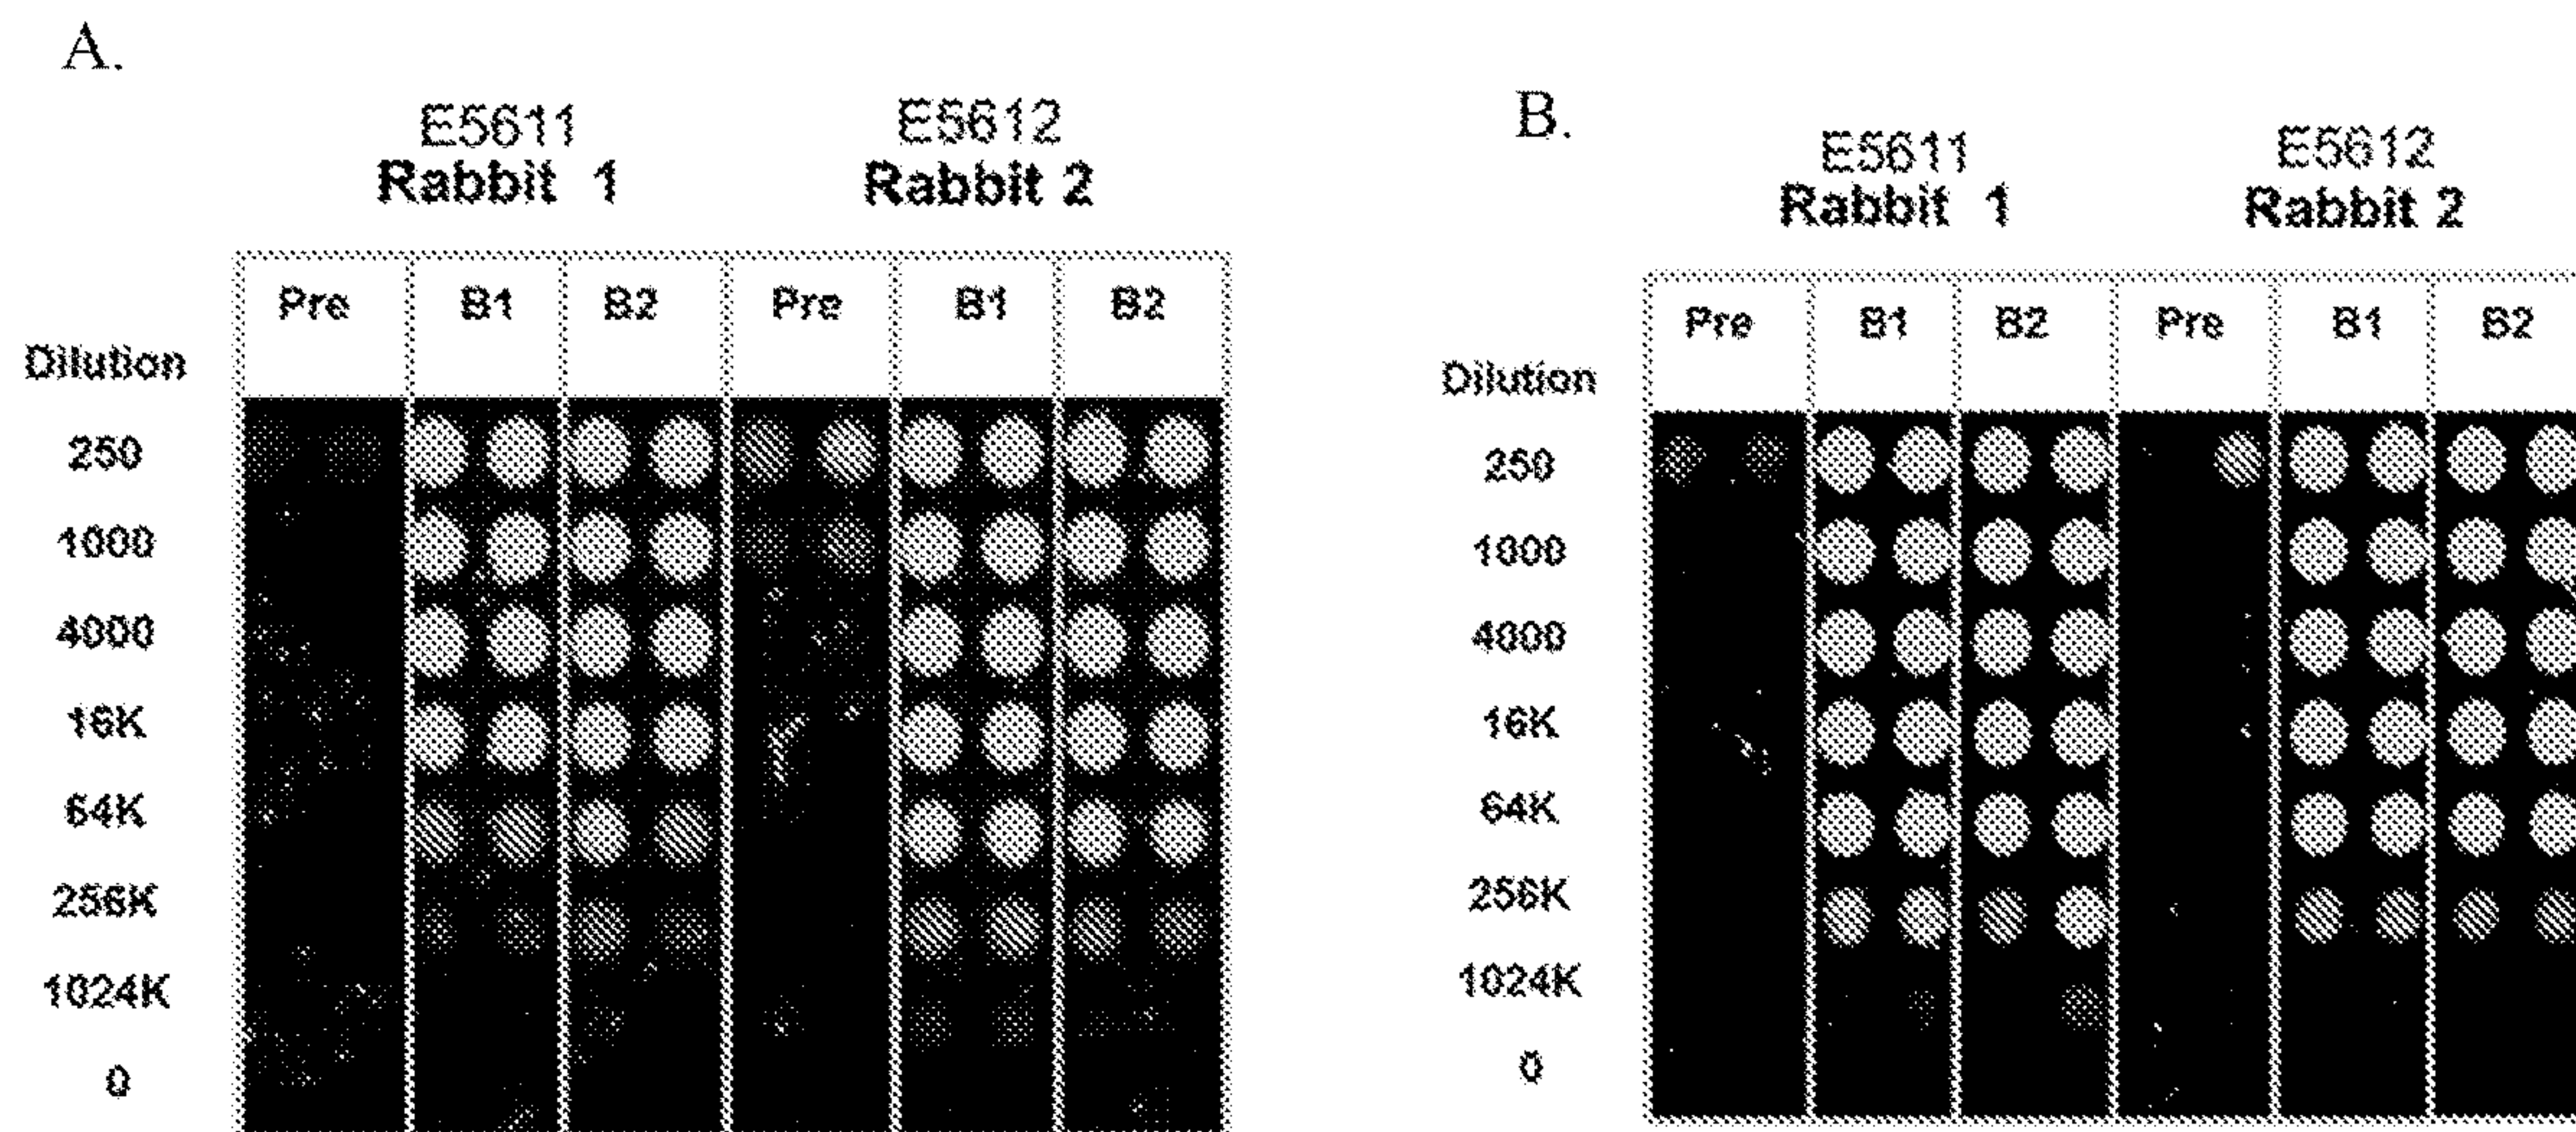 A.
E5611
Rabbit 1
E5612
Rabbit 2
Pre B1 B2 Pre B1 B2
Dilution
250
1000
4000
16K
64K
256K
1024K
0
B.
E5611
Rabbit 1
E5612
Rabbit 2
Pre B1 B2 Pre B1 B2
Dilution
250
1000
4000
16K
64K
256K
1024K
0